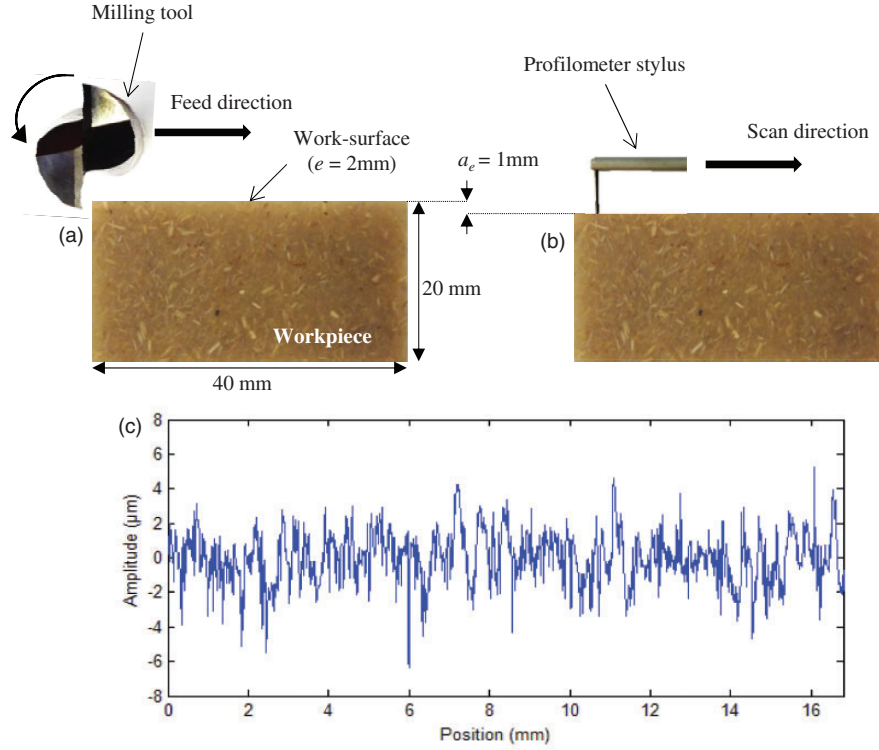 Milling tool
Feed direction
Work-surface
(e = 2mm)
Profilometer stylus
Scan direction
aₑ = 1mm
(a)
(b)
20 mm
Workpiece
40 mm
(c)
8
6
4
2
0
-2
-4
-6
-8
Amplitude (µm)
0 2 4 6 8 10 12 14 16
Position (mm)